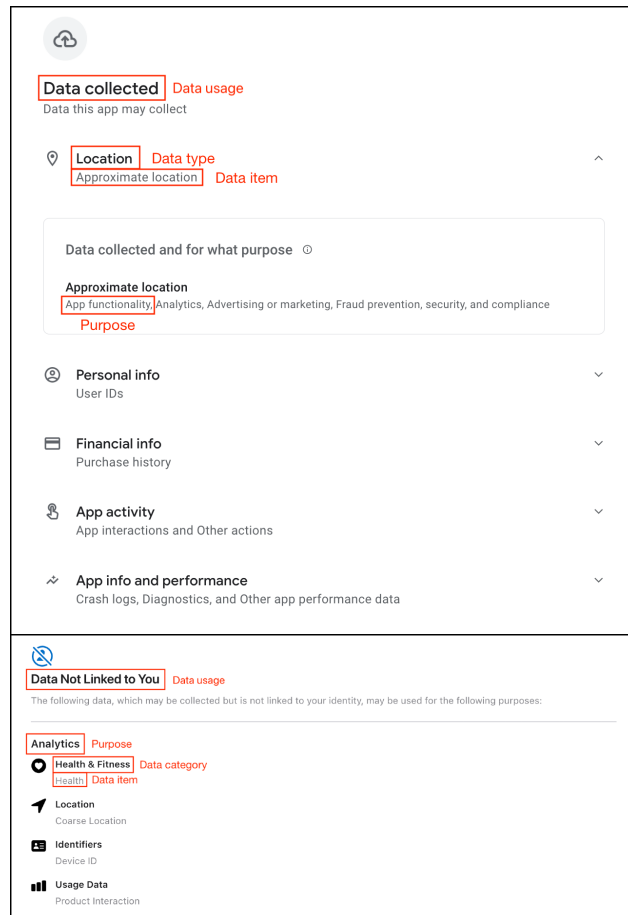 Data collected Data usage
Data this app may collect
Location Data type
Approximate location Data item
Data collected and for what purpose
Approximate location
App functionality, Analytics, Advertising or marketing, Fraud prevention, security, and compliance
Purpose
Personal info
User IDs
Financial info
Purchase history
App activity
App interactions and Other actions
App info and performance
Crash logs, Diagnostics, and Other app performance data
Data Not Linked to You Data usage
The following data, which may be collected but is not linked to your identity, may be used for the following purposes:
Analytics Purpose
Health & Fitness Data category
Health Data item
Location
Coarse Location
Identifiers
Device ID
Usage Data
Product Interaction